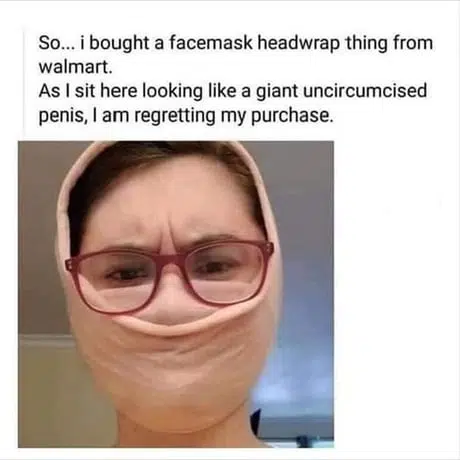 So... i bought a facemask headwrap thing from
walmart.
As I sit here looking like a giant uncircumcised
penis, I am regretting my purchase.